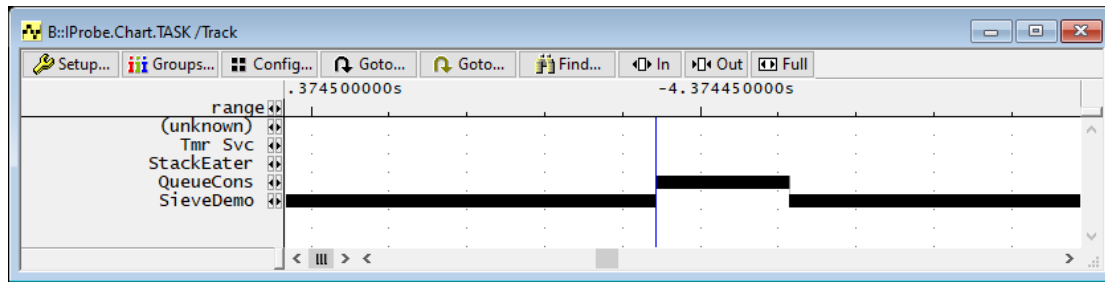 B::IProbe.Chart.TASK /Track
Setup... Groups... Config... Goto... Goto... Find... In Out Full
.374500000s -4.374450000s
range
(unknown)
Tmr Svc
StackEater
QueueCons
SieveDemo